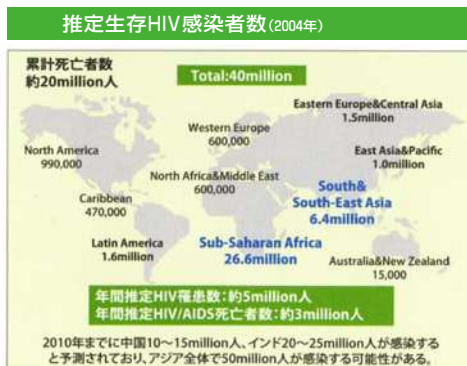 推定生存HIV感染者数(2004年)
累計死亡者数
約20million人
Total:40million
Eastern Europe&Central Asia
1.5million
Western Europe
600,000
North America
990,000
East Asia&Pacific
1.0million
North Africa&Middle East
600,000
South&
South-East Asia
6.4million
Caribbean
470,000
Latin America
1.6million
Sub-Saharan Africa
26.6million
Australia&New Zealand
15,000
年間推定HIV罹患数:約5million人
年間推定HIV/AIDS死亡者数:約3million人
2010年までに中国10〜15million人、インド20〜25million人が感染する
と予測されており、アジア全体で50million人が感染する可能性がある。